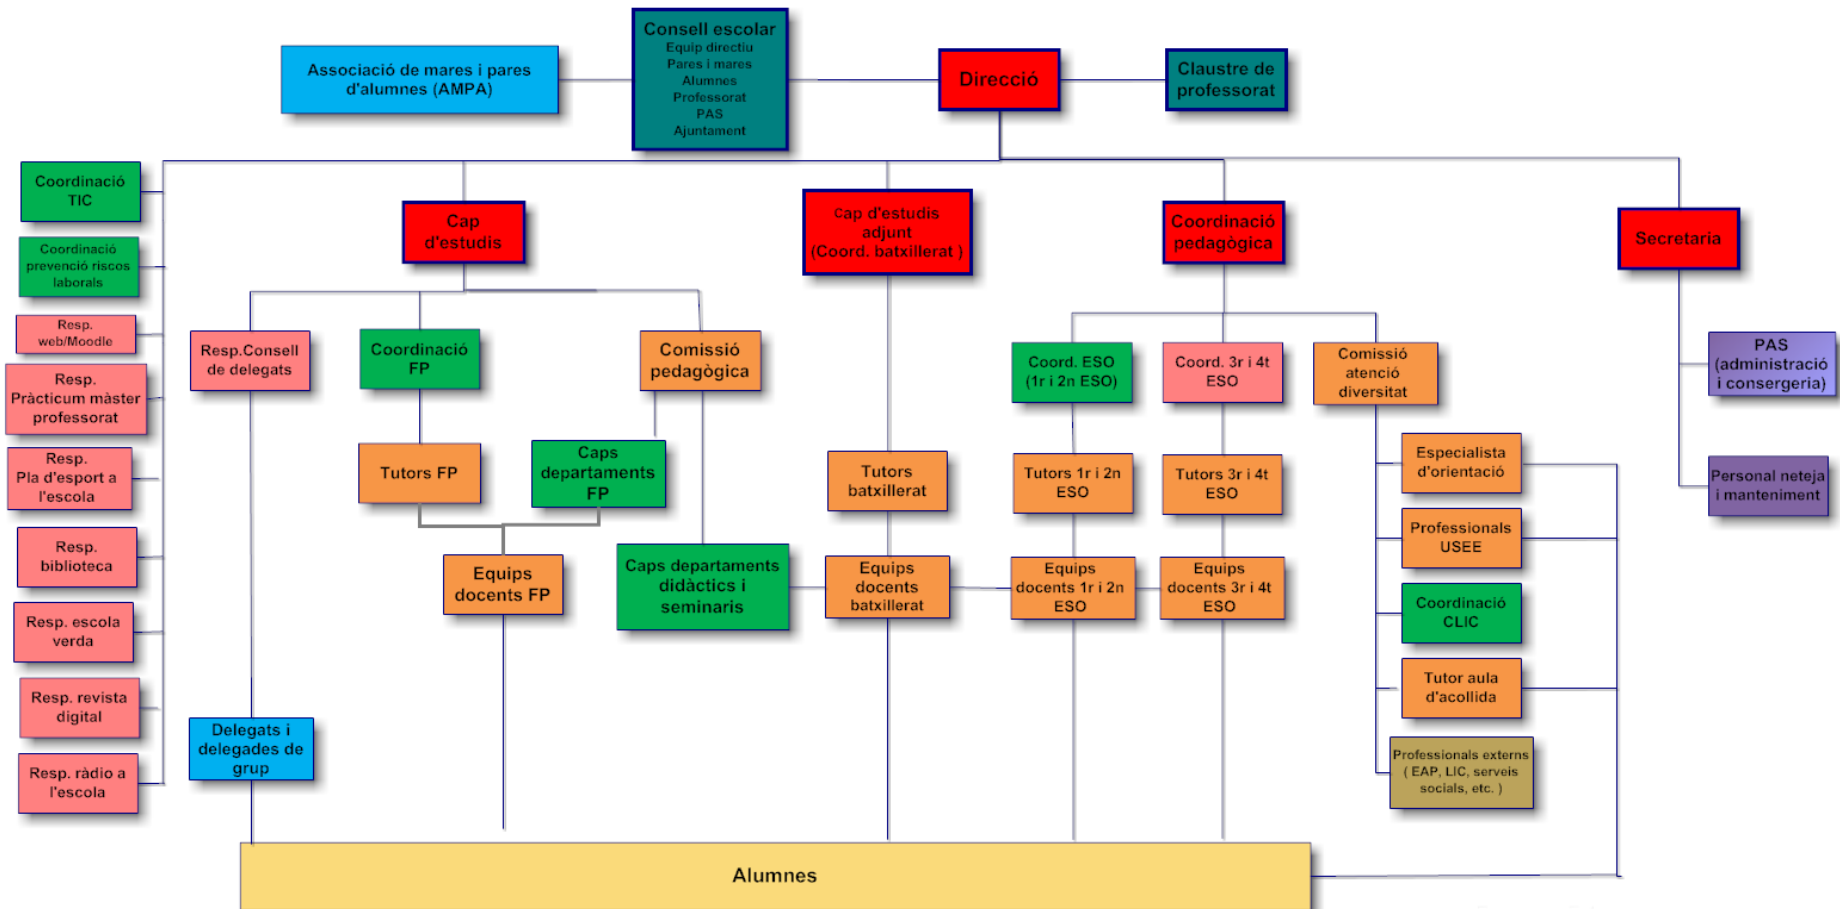 Consell escolar
Equip directiu
Pares i mares
Alumnes
Professorat
PAS
Ajuntament
Associació de mares i pares
d'alumnes (AMPA)
Direcció
Claustre de
professorat
Coordinació
TIC
Coordinació
prevenció riscos
laborals
Resp.
web/Moodle
Resp.
Pràcticum màster
professorat
Resp.
Pla d'esport a
l'escola
Resp.
biblioteca
Resp. escola
verda
Resp. revista
digital
Resp. ràdio a
l'escola
Cap
d'estudis
Cap d'estudis
adjunt
(Coord. batxillerat )
Coordinació
pedagògica
Secretaria
Resp.Consell
de delegats
Coordinació
FP
Comissió
pedagògica
Coord. ESO
(1r i 2n ESO)
Coord. 3r i 4t
ESO
Comissió
atenció
diversitat
PAS
(administració
i consergeria)
Tutors FP
Caps
departaments
FP
Tutors
batxillerat
Tutors 1r i 2n
ESO
Tutors 3r i 4t
ESO
Especialista
d'orientació
Personal neteja
i manteniment
Professionals
USEE
Equips
docents FP
Caps departaments
didàctics i
seminaris
Equips
docents
batxillerat
Equips
docents 1r i 2n
ESO
Equips
docents 3r i 4t
ESO
Coordinació
CLIC
Tutor aula
d'acollida
Delegats i
delegades de
grup
Professionals externs
( EAP, LIC, serveis
socials, etc. )
Alumnes